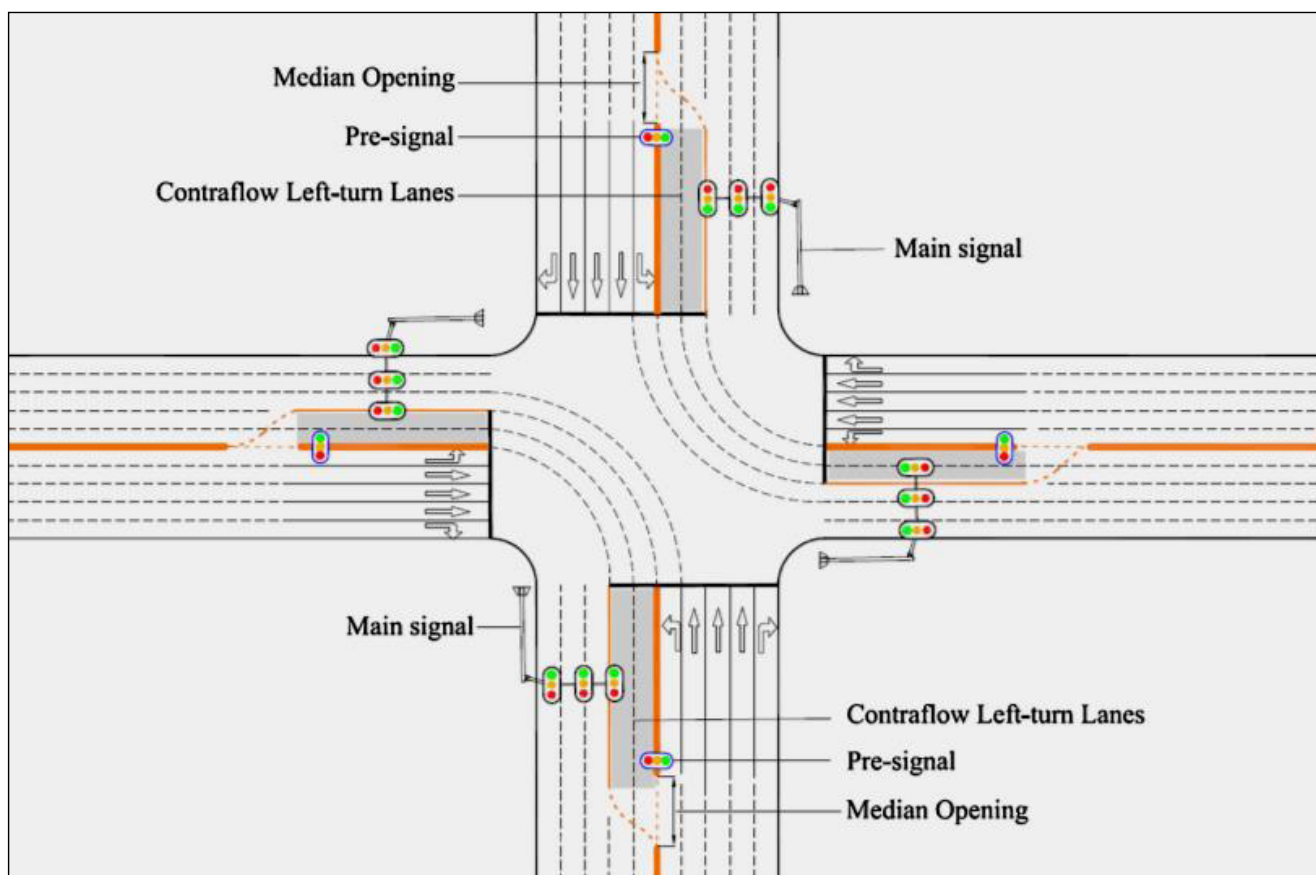 Median Opening
Pre-signal
Contraflow Left-turn Lanes
Main signal
Main signal
Contraflow Left-turn Lanes
Pre-signal
Median Opening